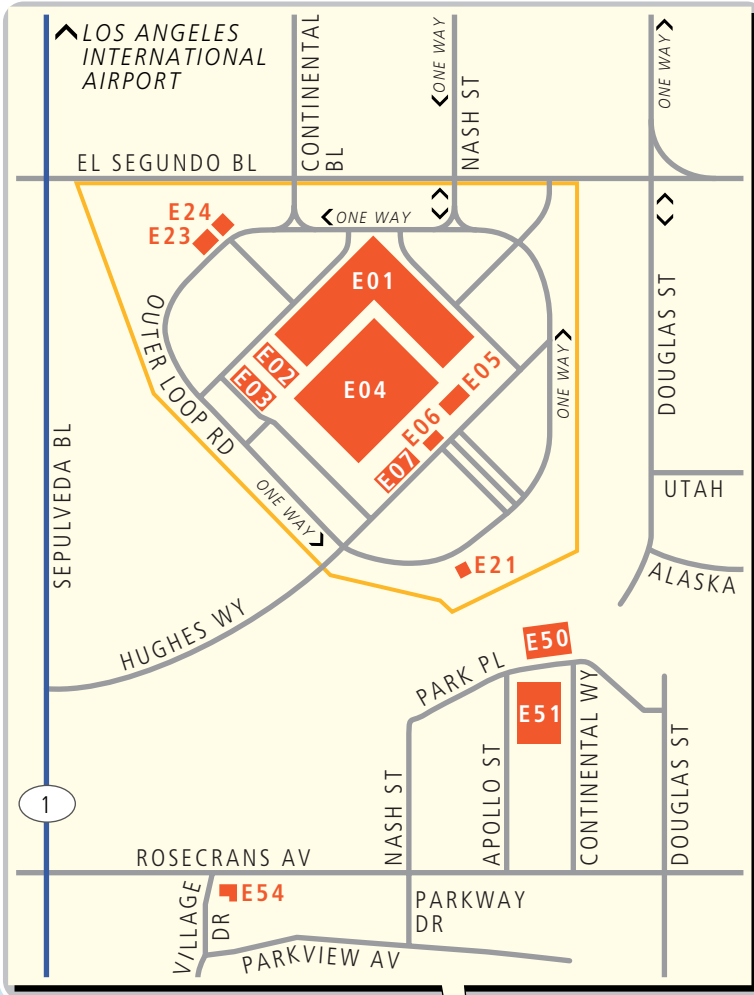 LOS ANGELES
INTERNATIONAL
AIRPORT
CONTINENTAL
BL
ONE WAY
NASH ST
ONE WAY
EL SEGUNDO BL
E24
E23
ONE WAY
E01
OUTER LOOP RD
E02
E03
E04
E05
E06
E07
ONE WAY
DOUGLAS ST
SEPULVEDA BL
ONE WAY
UTAH
E21
ALASKA
HUGHES WY
E50
PARK PL
E51
NASH ST
APOLLO ST
CONTINENTAL WY
DOUGLAS ST
1
ROSECRANS AV
VILLAGE
DR
E54
PARKWAY
DR
PARKVIEW AV